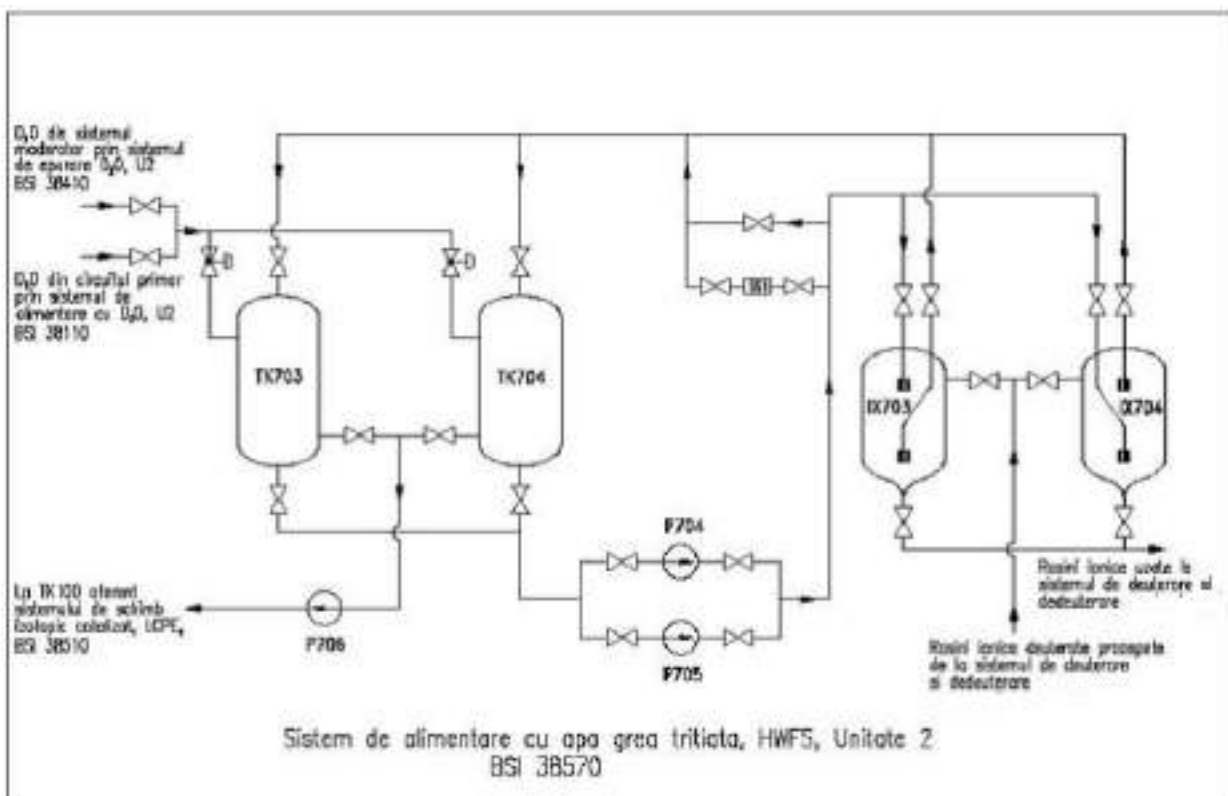 D₂O din sistemul
moderator prin sistemul
de epurare D₂O, U2
BSI 38410
D₂O din circuitul primar
prin sistemul de
alimentare cu D₂O, U2
BSI 38110
TK703
TK704
IX703
IX704
P704
P705
P706
La TK100 aferent
sistemului de schimb
izotopic catalizat, LCPE,
BSI 38510
Rasini ionice uzate la
sistemul de deuterare si
dedeuterare
Rasini ionice deuterate proaspete
de la sistemul de deuterare
si dedeuterare
Sistem de alimentare cu apa grea tritiata, HWFS, Unitate 2
BSI 38570